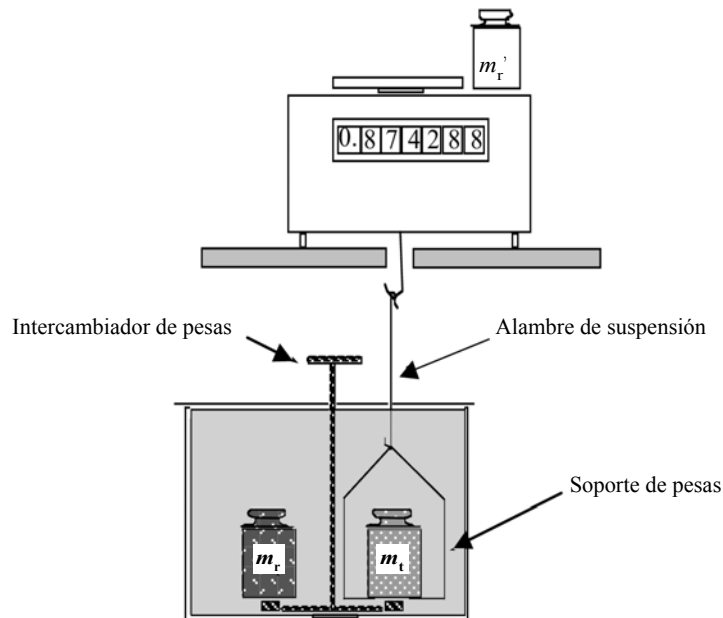 m_r'
0.874288
Intercambiador de pesas
Alambre de suspensión
Soporte de pesas
m_r
m_t